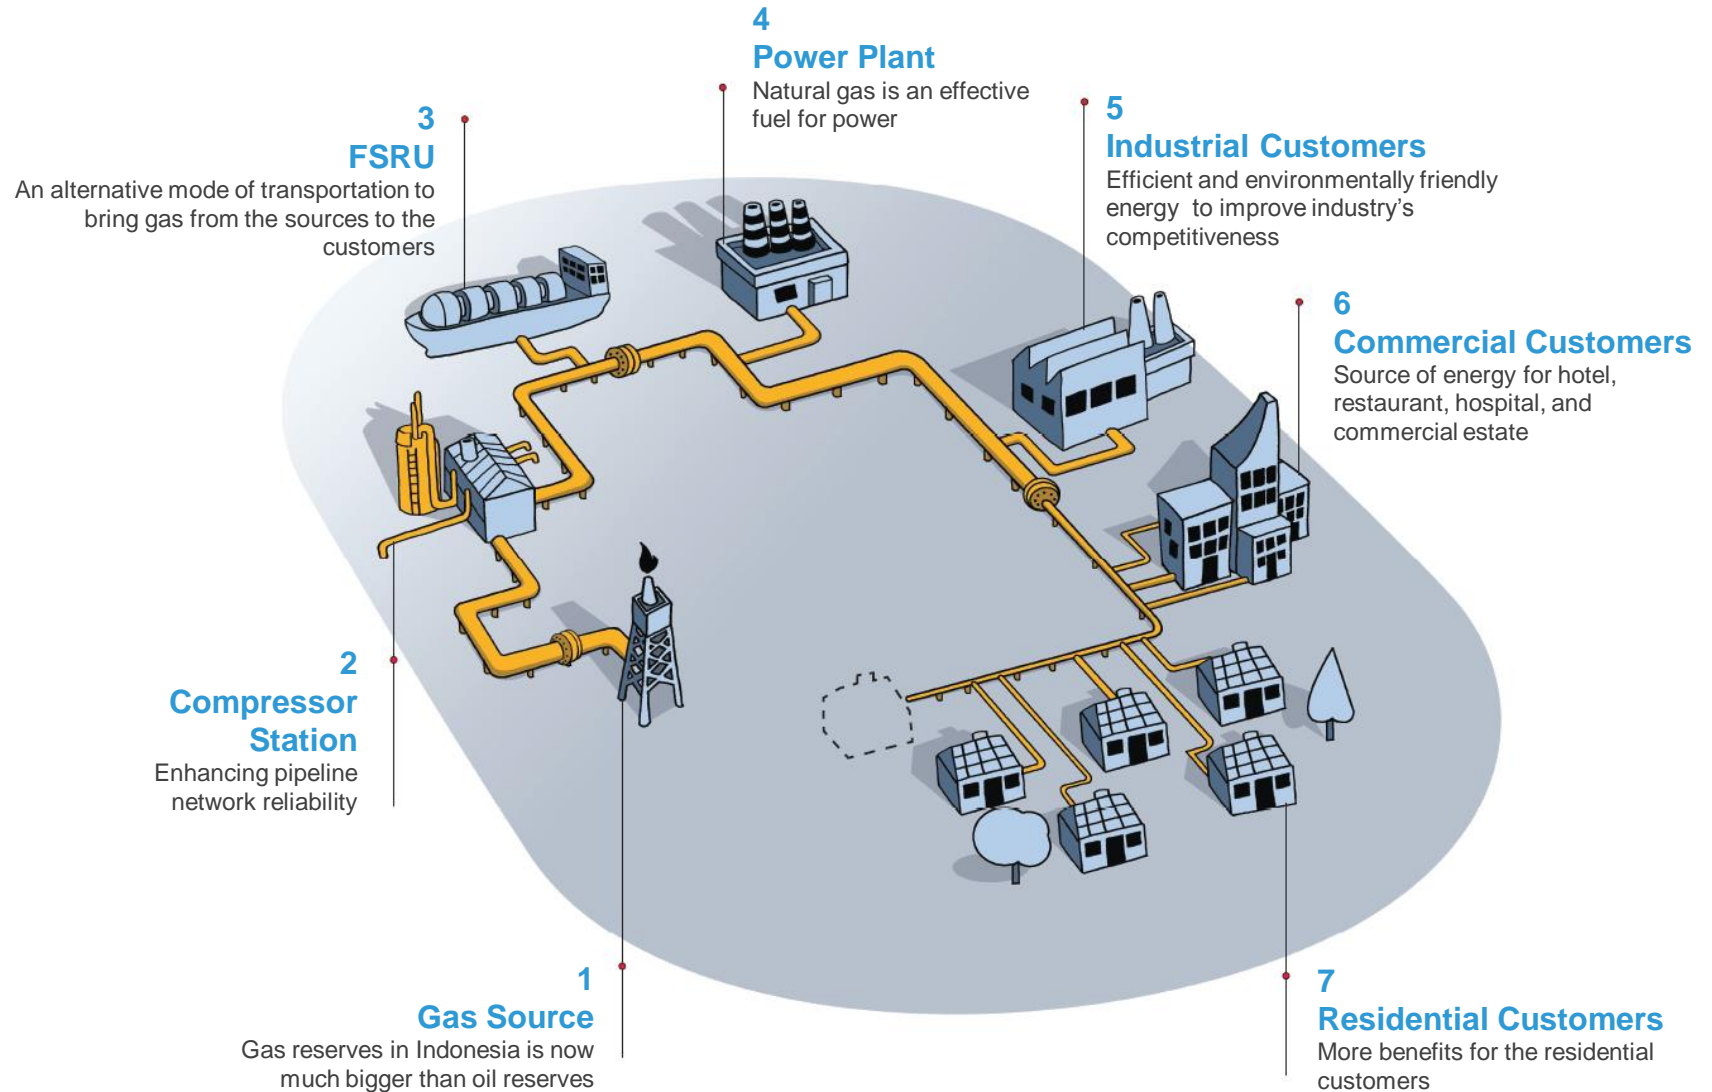 4
Power Plant
Natural gas is an effective
fuel for power
3
FSRU
An alternative mode of transportation to
bring gas from the sources to the
customers
5
Industrial Customers
Efficient and environmentally friendly
energy  to improve industry’s
competitiveness
6
Commercial Customers
Source of energy for hotel,
restaurant, hospital, and
commercial estate
2
Compressor
Station
Enhancing pipeline
network reliability
1
Gas Source
Gas reserves in Indonesia is now
much bigger than oil reserves
7
Residential Customers
More benefits for the residential
customers